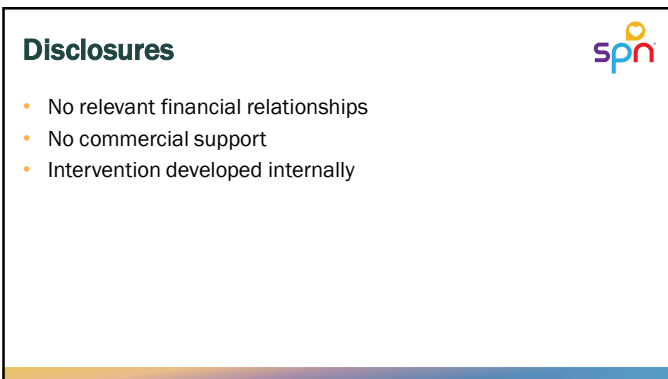 Disclosures
spn
• No relevant financial relationships
• No commercial support
• Intervention developed internally